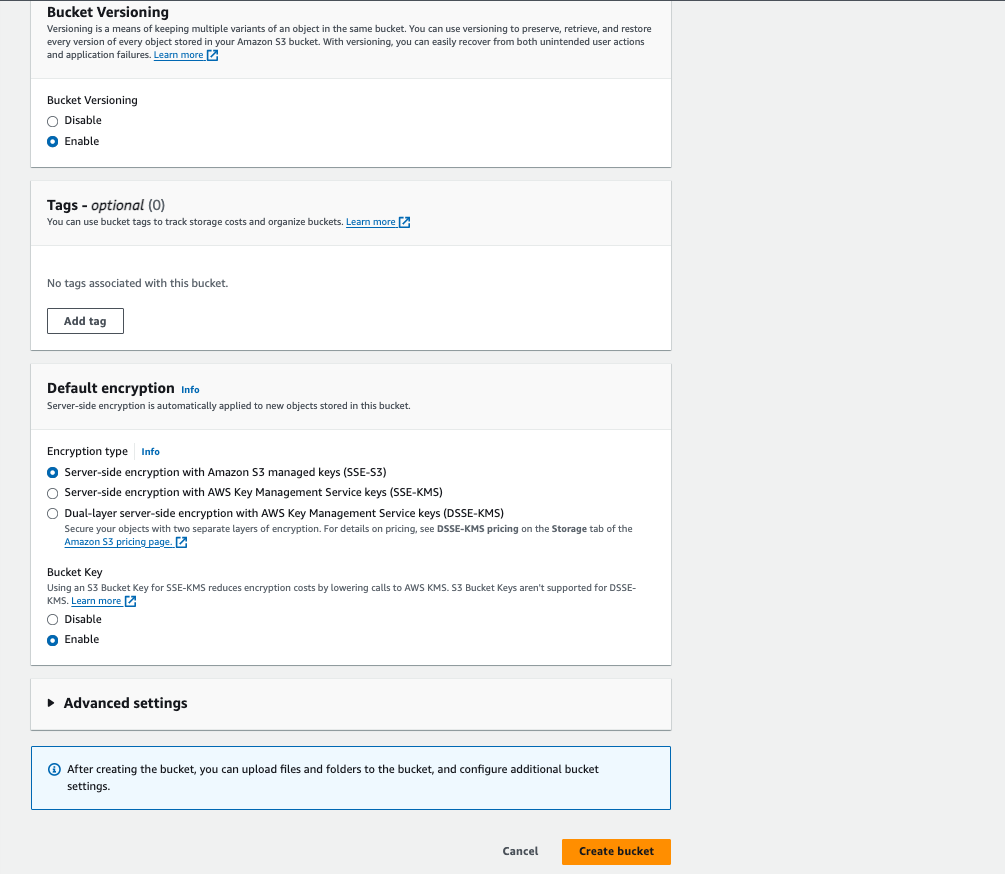 Bucket Versioning
Versioning is a means of keeping multiple variants of an object in the same bucket. You can use versioning to preserve, retrieve, and restore
every version of every object stored in your Amazon S3 bucket. With versioning, you can easily recover from both unintended user actions
and application failures. Learn more
Bucket Versioning
Disable
Enable
Tags - optional (0)
You can use bucket tags to track storage costs and organize buckets. Learn more
No tags associated with this bucket.
Add tag
Default encryption Info
Server-side encryption is automatically applied to new objects stored in this bucket.
Encryption type Info
Server-side encryption with Amazon S3 managed keys (SSE-S3)
Server-side encryption with AWS Key Management Service keys (SSE-KMS)
Dual-layer server-side encryption with AWS Key Management Service keys (DSSE-KMS)
Secure your objects with two separate layers of encryption. For details on pricing, see DSSE-KMS pricing on the Storage tab of the
Amazon S3 pricing page.
Bucket Key
Using an S3 Bucket Key for SSE-KMS reduces encryption costs by lowering calls to AWS KMS. S3 Bucket Keys aren't supported for DSSE-
KMS. Learn more
Disable
Enable
Advanced settings
After creating the bucket, you can upload files and folders to the bucket, and configure additional bucket
settings.
Cancel Create bucket